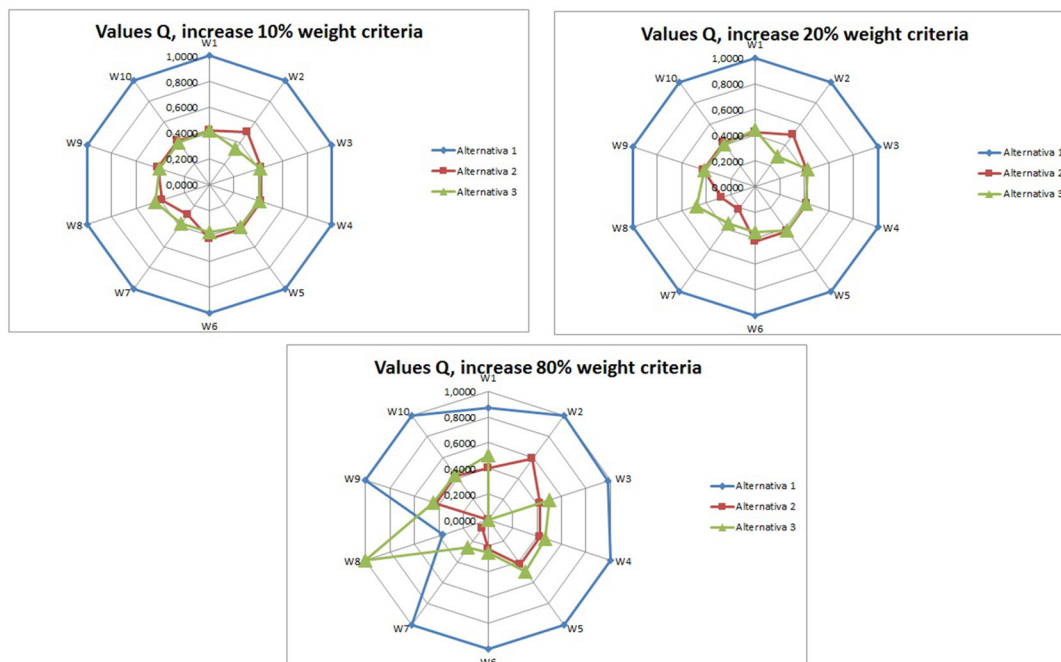 Values Q, increase 10% weight criteria
W1
1,0000
0,8000
0,6000
0,4000
0,2000
0,0000
W2
W3
W4
W5
W6
W7
W8
W9
W10
Alternativa 1
Alternativa 2
Alternativa 3
Values Q, increase 20% weight criteria
W1
1,0000
0,8000
0,6000
0,4000
0,2000
0,0000
W2
W3
W4
W5
W6
W7
W8
W9
W10
Alternativa 1
Alternativa 2
Alternativa 3
Values Q, increase 80% weight criteria
W1
1,0000
0,8000
0,6000
0,4000
0,2000
0,0000
W2
W3
W4
W5
W6
W7
W8
W9
W10
Alternativa 1
Alternativa 2
Alternativa 3